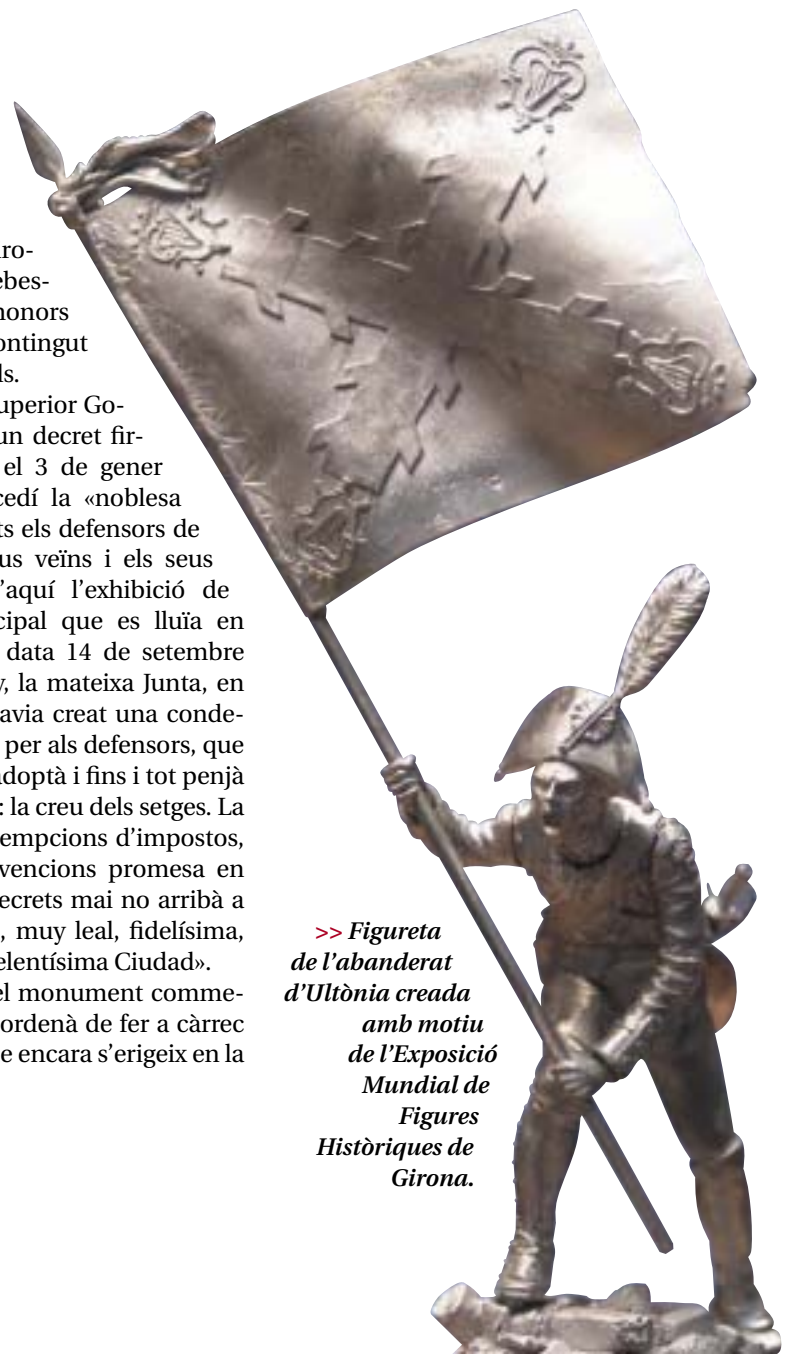 ro-
ebes-
honors
ontingut
ls.
uperior Go-
un decret fir-
el 3 de gener
cedí la «noblesa
ts els defensors de
us veïns i els seus
’aquí l’exhibició de
cipal que es lluïa en
data 14 de setembre
y, la mateixa Junta, en
avia creat una conde-
per als defensors, que
adoptà i fins i tot penjà
: la creu dels setges. La
empcions d’impostos,
vencions promesa en
ecrets mai no arribà a
, muy leal, fidelísima,
elentísima Ciudad».
el monument comme-
ordenà de fer a càrrec
e encara s’erigeix en la
>> Figureta
de l’abanderat
d’Ultònia creada
amb motiu
de l’Exposició
Mundial de
Figures
Històriques de
Girona.